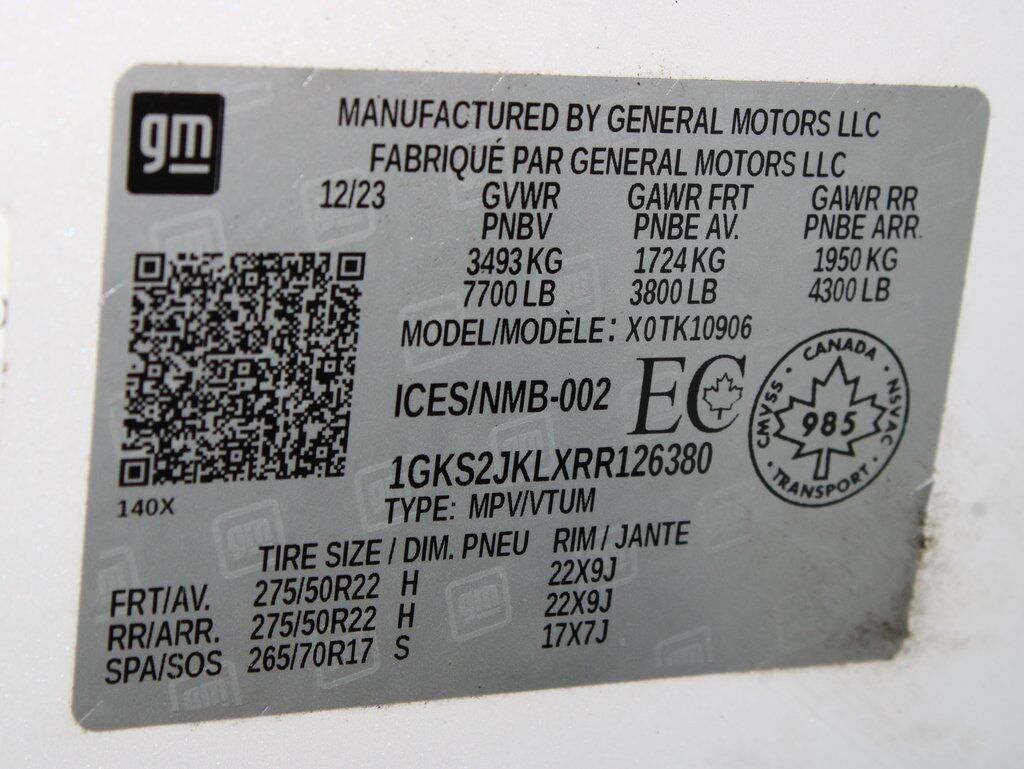 gm
MANUFACTURED BY GENERAL MOTORS LLC
FABRIQUÉ PAR GENERAL MOTORS LLC
12/23 GVWR GAWR FRT GAWR RR
PNBV PNBE AV. PNBE ARR.
3493 KG 1724 KG 1950 KG
7700 LB 3800 LB 4300 LB
MODEL/MODÈLE: X0TK10906
ICES/NMB-002 EC
CANADA
CMVSS 985 NSVAC
TRANSPORT
1GKS2JKLXRR126380
140X TYPE: MPV/VTUM
TIRE SIZE / DIM. PNEU RIM / JANTE
FRT/AV. 275/50R22 H 22X9J
RR/ARR. 275/50R22 H 22X9J
SPA/SOS 265/70R17 S 17X7J